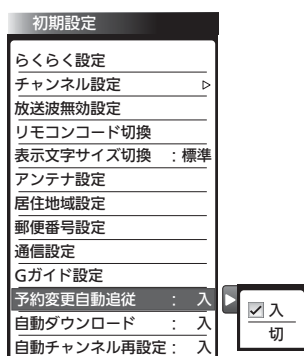 初期設定
らくらく設定
チャンネル設定 ▷
放送波無効設定
リモコンコード切換
表示文字サイズ切換 ：標準
アンテナ設定
居住地域設定
郵便番号設定
通信設定
Gガイド設定
予約変更自動追従 ： 入
自動ダウンロード ： 入
自動チャンネル再設定： 入
入
切